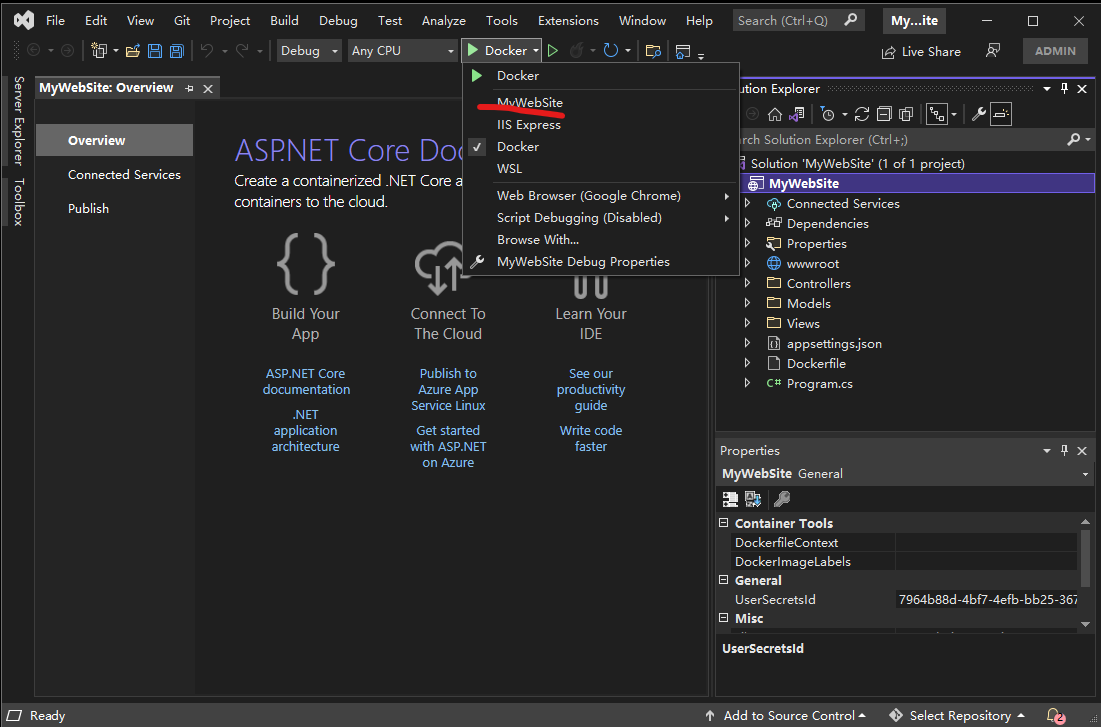 File Edit View Git Project Build Debug Test Analyze Tools Extensions Window Help Search (Ctrl+Q) My...ite
Debug Any CPU Docker Live Share ADMIN
Server Explorer
Toolbox
MyWebSite: Overview
Overview
Connected Services
Publish
ASP.NET Core Doc
Create a containerized .NET Core a
containers to the cloud.
Build Your
App
ASP.NET Core
documentation
.NET
application
architecture
Connect To
The Cloud
Publish to
Azure App
Service Linux
Get started
with ASP.NET
on Azure
Learn Your
IDE
See our
productivity
guide
Write code
faster
Docker
MyWebSite
IIS Express
Docker
WSL
Web Browser (Google Chrome)
Script Debugging (Disabled)
Browse With...
MyWebSite Debug Properties
ution Explorer
rch Solution Explorer (Ctrl+;)
Solution 'MyWebSite' (1 of 1 project)
MyWebSite
Connected Services
Dependencies
Properties
wwwroot
Controllers
Models
Views
appsettings.json
Dockerfile
C# Program.cs
Properties
MyWebSite General
Container Tools
DockerfileContext
DockerImageLabels
General
UserSecretsId 7964b88d-4bf7-4efb-bb25-367
Misc
UserSecretsId
Ready Add to Source Control Select Repository 2